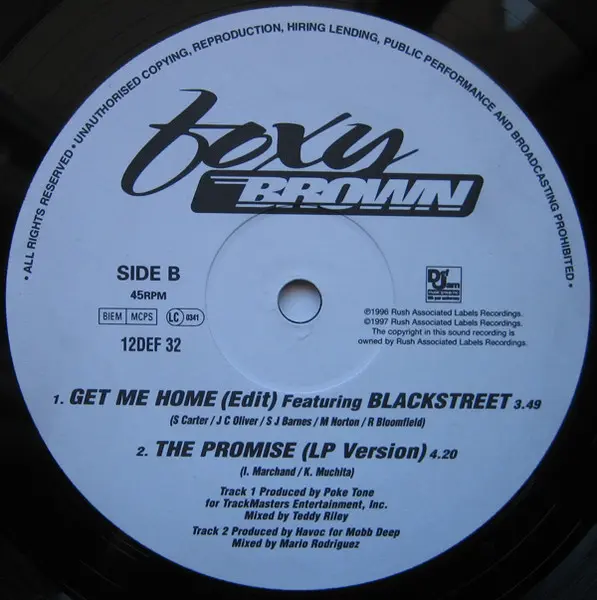 • ALL RIGHTS RESERVED • UNAUTHORISED COPYING, REPRODUCTION, HIRING LENDING, PUBLIC PERFORMANCE AND BROADCASTING PROHIBITED •
foxy
BROWN
SIDE B
45RPM
BIEM MCPS LC 0341
12DEF 32
Def Jam
℗1996 Rush Associated Labels Recordings.
©1997 Rush Associated Labels Recordings.
The copyright in this sound recording is
owned by Rush Associated Labels Recordings.
1. GET ME HOME (Edit) Featuring BLACKSTREET 3.49
(S Carter / J C Oliver / S J Barnes / M Norton / R Bloomfield)
2. THE PROMISE (LP Version) 4.20
(I. Marchand / K. Muchita)
Track 1 Produced by Poke Tone
for TrackMasters Entertainment, Inc.
Mixed by Teddy Riley
Track 2 Produced by Havoc for Mobb Deep
Mixed by Mario Rodriguez